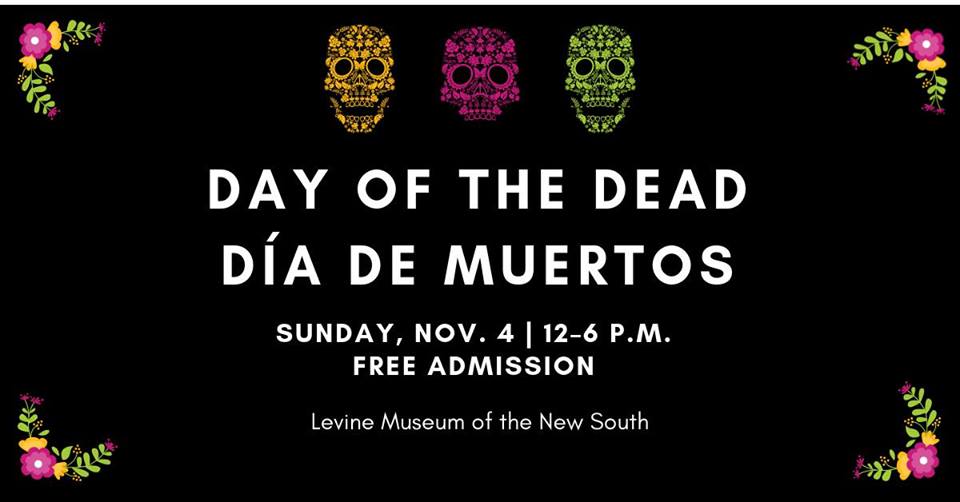 DAY OF THE DEAD
DÍA DE MUERTOS
SUNDAY, NOV. 4 | 12–6 P.M.
FREE ADMISSION
Levine Museum of the New South